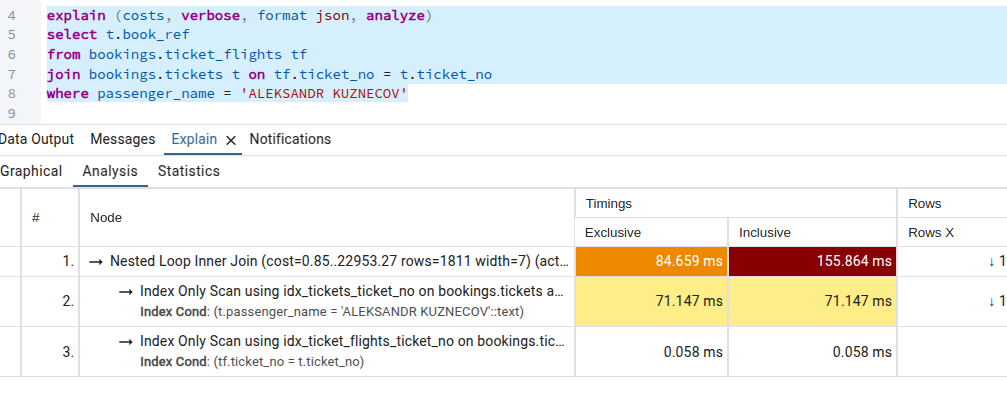 4 explain (costs, verbose, format json, analyze)
5 select t.book_ref
6 from bookings.ticket_flights tf
7 join bookings.tickets t on tf.ticket_no = t.ticket_no
8 where passenger_name = 'ALEKSANDR KUZNECOV'
9
Data Output Messages Explain × Notifications
Graphical Analysis Statistics
# Node Timings Rows
Exclusive Inclusive Rows X
1. → Nested Loop Inner Join (cost=0.85..22953.27 rows=1811 width=7) (act... 84.659 ms 155.864 ms ↓ 1
2. → Index Only Scan using idx_tickets_ticket_no on bookings.tickets a... 71.147 ms 71.147 ms ↓ 1
Index Cond: (t.passenger_name = 'ALEKSANDR KUZNECOV'::text)
3. → Index Only Scan using idx_ticket_flights_ticket_no on bookings.tic... 0.058 ms 0.058 ms
Index Cond: (tf.ticket_no = t.ticket_no)